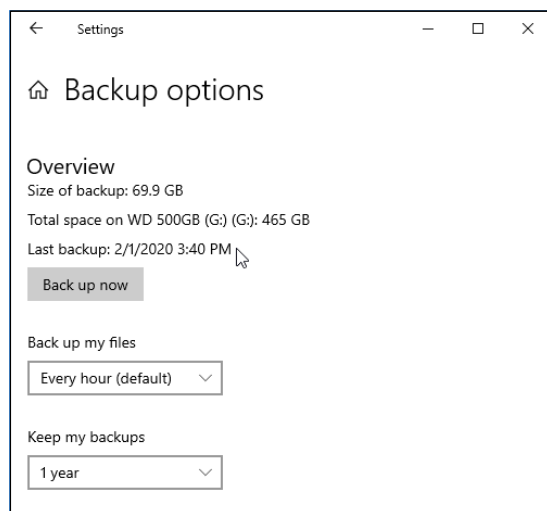 Settings
Backup options
Overview
Size of backup: 69.9 GB
Total space on WD 500GB (G:) (G:): 465 GB
Last backup: 2/1/2020 3:40 PM
Back up now
Back up my files
Every hour (default)
Keep my backups
1 year